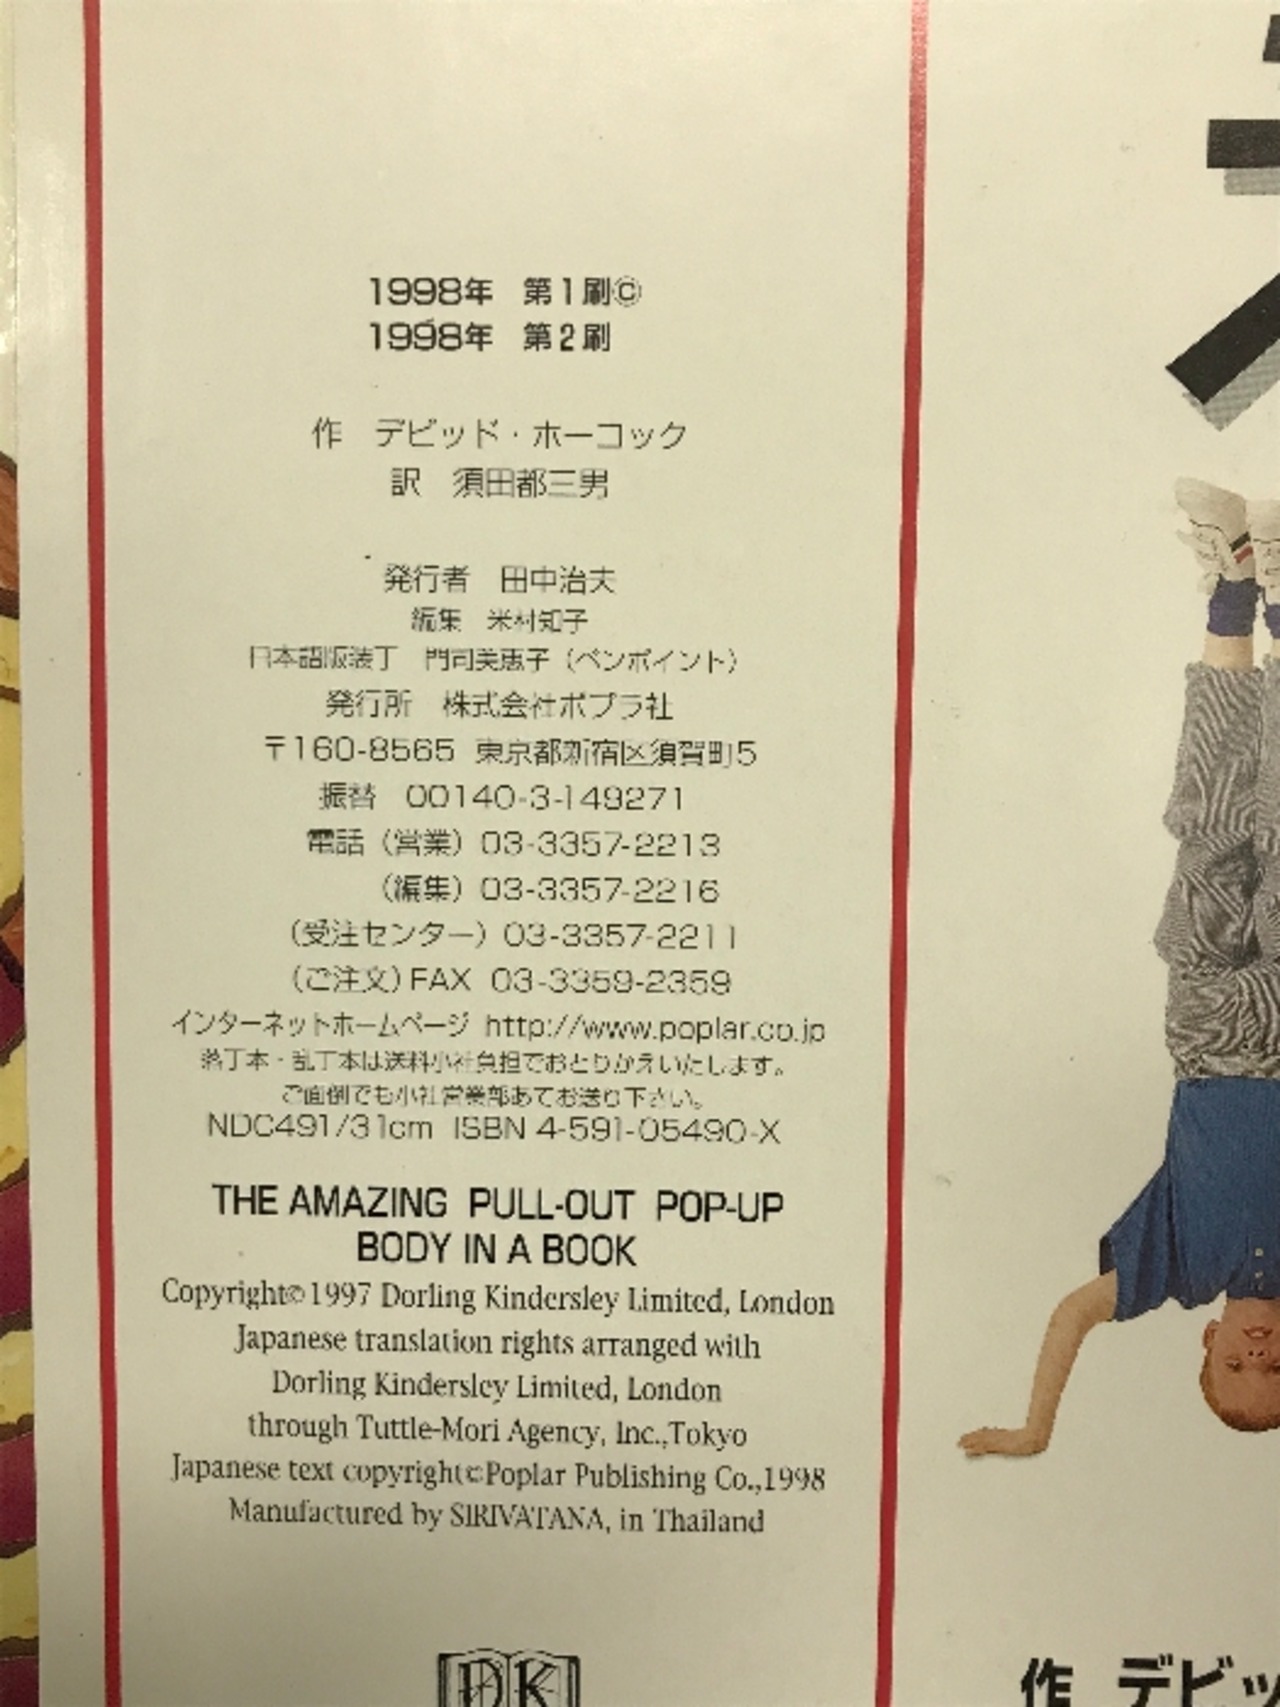 1998年 第1刷©
1998年 第2刷
作 デビッド・ホーコック
訳 須田都三男
発行者 田中治夫
編集 米村知子
日本語版装丁 門司美恵子（ペンポイント）
発行所 株式会社ポプラ社
〒160-8565 東京都新宿区須賀町5
振替 00140-3-149271
電話（営業）03-3357-2213
（編集）03-3357-2216
（受注センター）03-3357-2211
（ご注文）FAX 03-3359-2359
インターネットホームページ http://www.poplar.co.jp
落丁本・乱丁本は送料小社負担でおとりかえいたします。
ご面倒でも小社営業部あてお送り下さい。
NDC491/31cm ISBN 4-591-05490-X
THE AMAZING PULL-OUT POP-UP
BODY IN A BOOK
Copyright©1997 Dorling Kindersley Limited, London
Japanese translation rights arranged with
Dorling Kindersley Limited, London
through Tuttle-Mori Agency, Inc.,Tokyo
Japanese text copyright©Poplar Publishing Co.,1998
Manufactured by SIRIVATANA, in Thailand
DK
作 デビッ